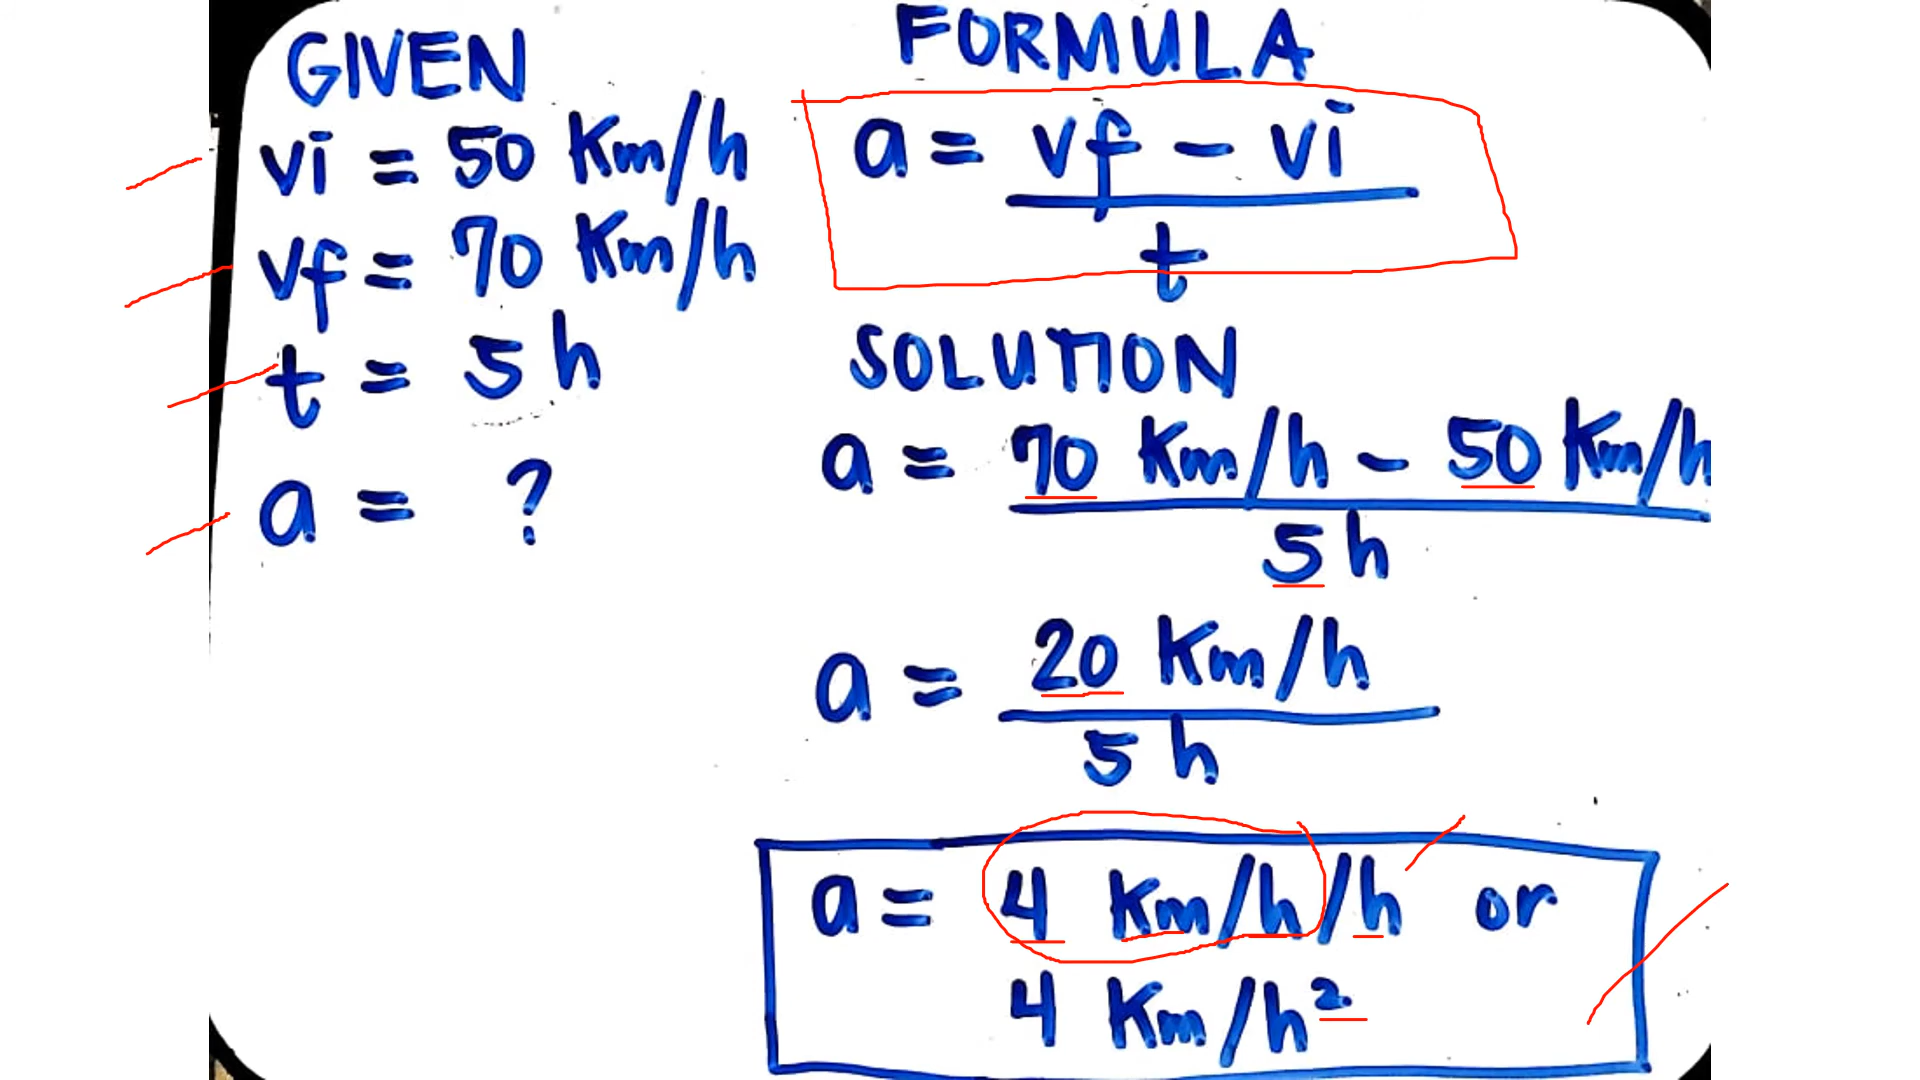 GIVEN
vi = 50 Km/h
vf = 70 Km/h
t = 5 h
a = ?
FORMULA
a = vf - vi
t
SOLUTION
a = 70 Km/h - 50 Km/h
5 h
a = 20 Km/h
5 h
a = 4 Km/h/h or
4 Km/h²